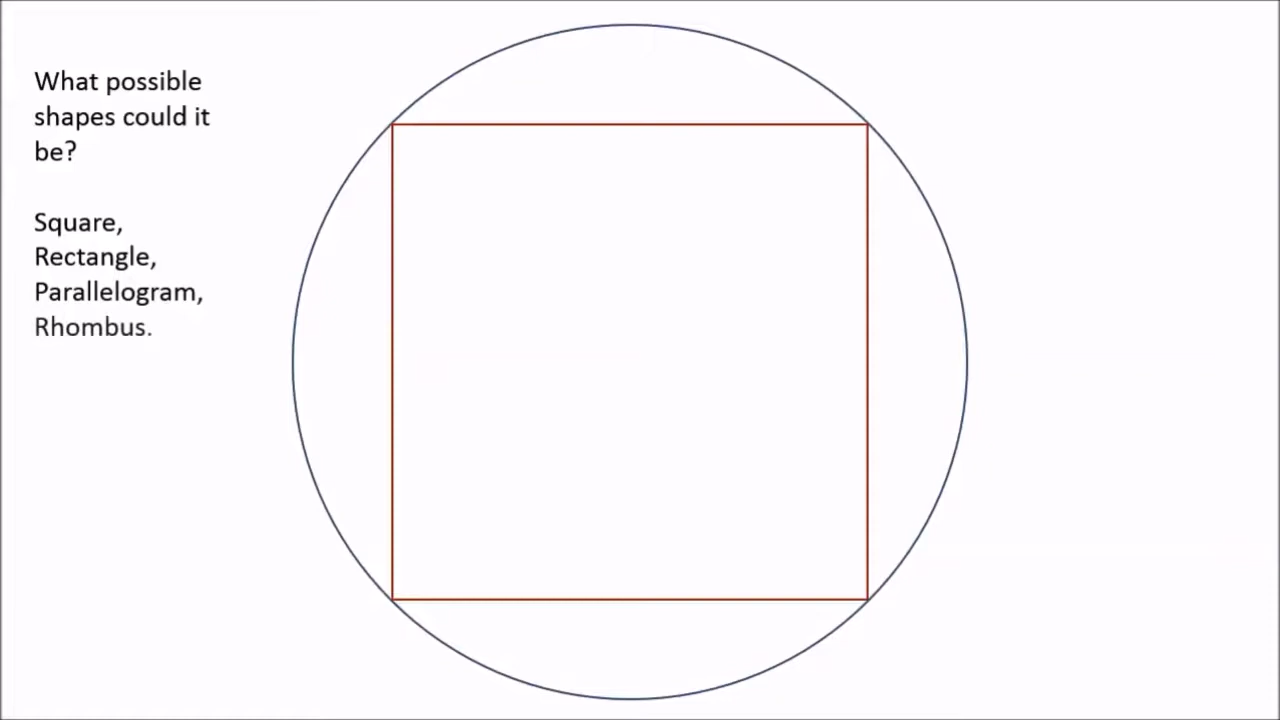 What possible
shapes could it
be?
Square,
Rectangle,
Parallelogram,
Rhombus.